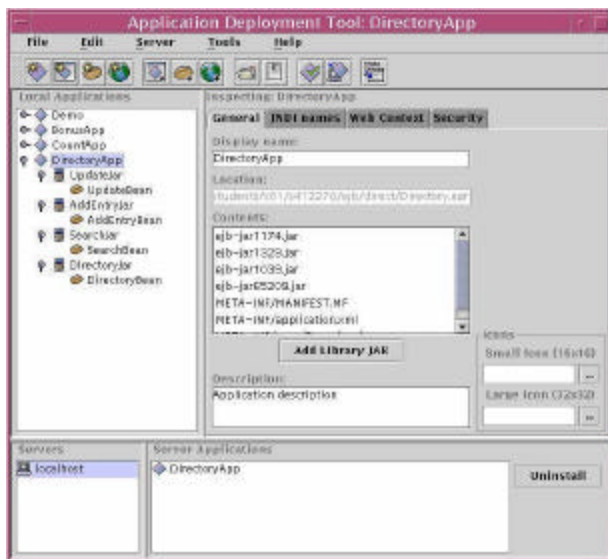 Application Deployment Tool: DirectoryApp
File Edit Server Tools Help
Local Applications
Demo
BonusApp
CountApp
DirectoryApp
UpdateJar
UpdateBean
AddEntryJar
AddEntryBean
SearchJar
SearchBean
DirectoryJar
DirectoryBean
Inspecting: DirectoryApp
General JNDI names Web Context Security
Display name:
DirectoryApp
Location:
Contents:
ejb-jar1174.jar
ejb-jar1328.jar
ejb-jar1039.jar
ejb-jar65209.jar
META-INF/MANIFEST.MF
META-INF/application.xml
Add Library JAR
Description:
Application description
Icons
Small Icon (16x16)
...
Large Icon (32x32)
...
Servers
localhost
Server Applications
DirectoryApp
Uninstall